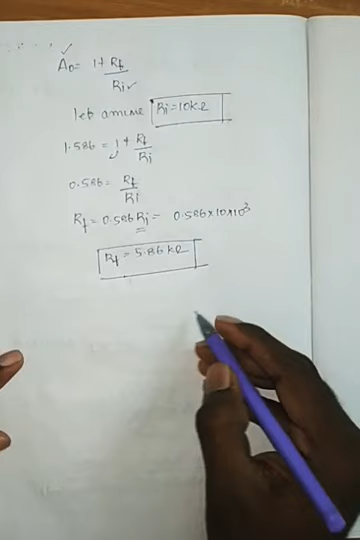 A₀ = 1 + Rf/Ri ✓
let assume Ri = 10kΩ
1.586 = 1 + Rf/Ri
0.586 = Rf/Ri
Rf = 0.586 Ri = 0.586 × 10 × 10³
Rf = 5.86 kΩ